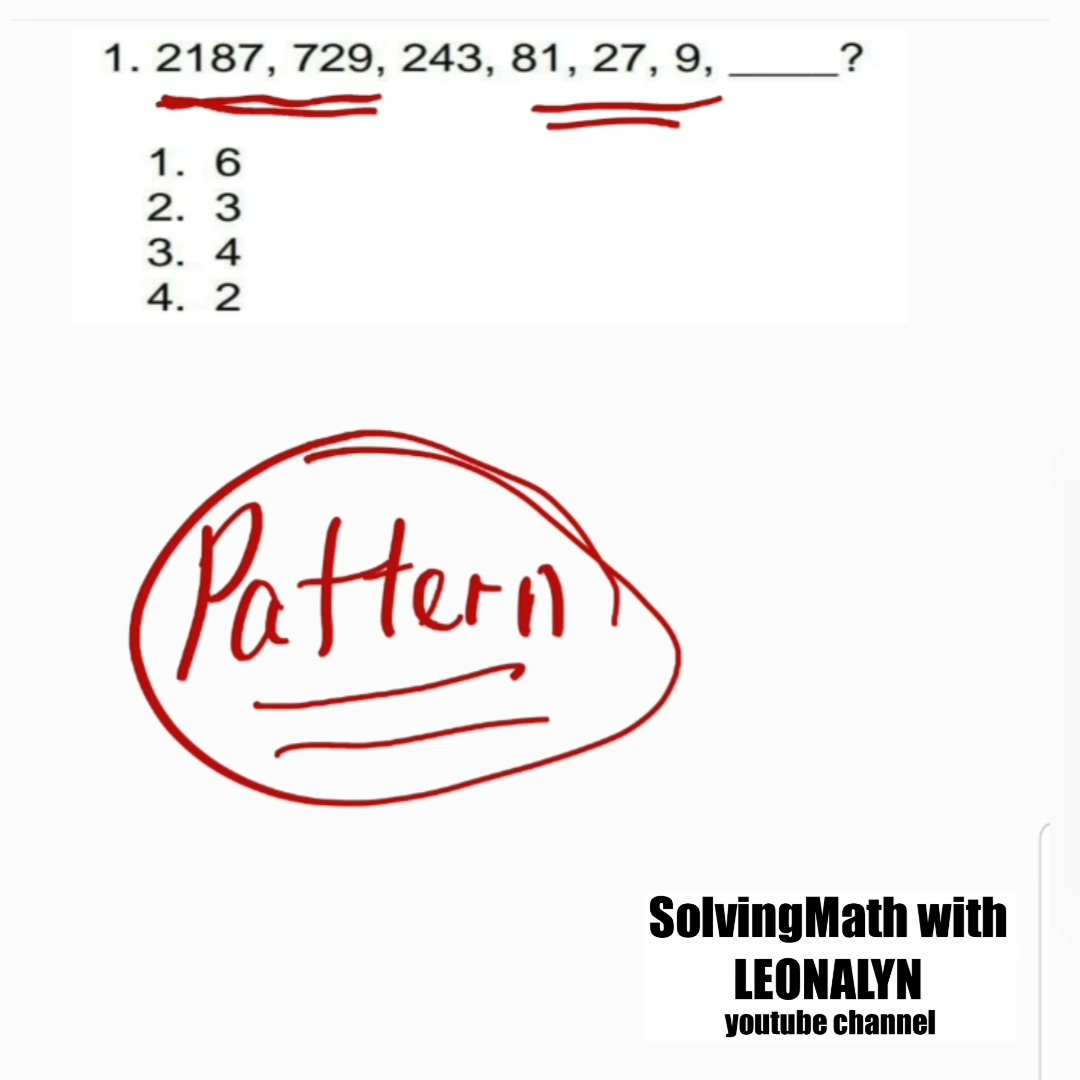 1. 2187, 729, 243, 81, 27, 9, _____?
1. 6
2. 3
3. 4
4. 2
Pattern
SolvingMath with
LEONALYN
youtube channel